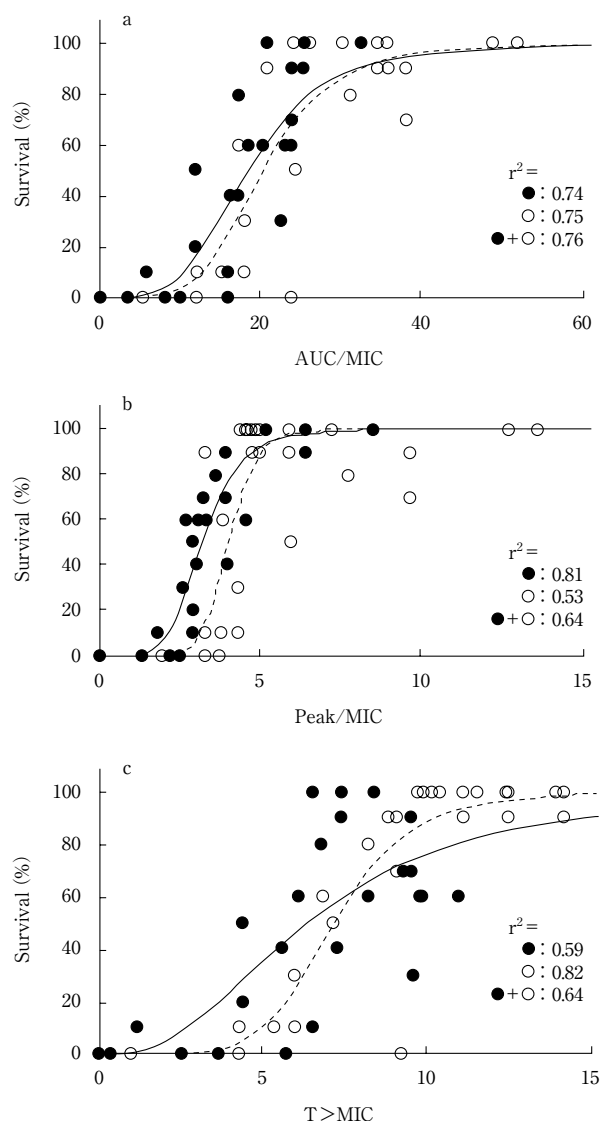 a
100
80
60
40
20
0
Survival (%)
r²=
●：0.74
○：0.75
●+○：0.76
0 20 40 60
AUC/MIC
b
100
80
60
40
20
0
Survival (%)
r²=
●：0.81
○：0.53
●+○：0.64
0 5 10 15
Peak/MIC
c
100
80
60
40
20
0
Survival (%)
r²=
●：0.59
○：0.82
●+○：0.64
0 5 10 15
T＞MIC